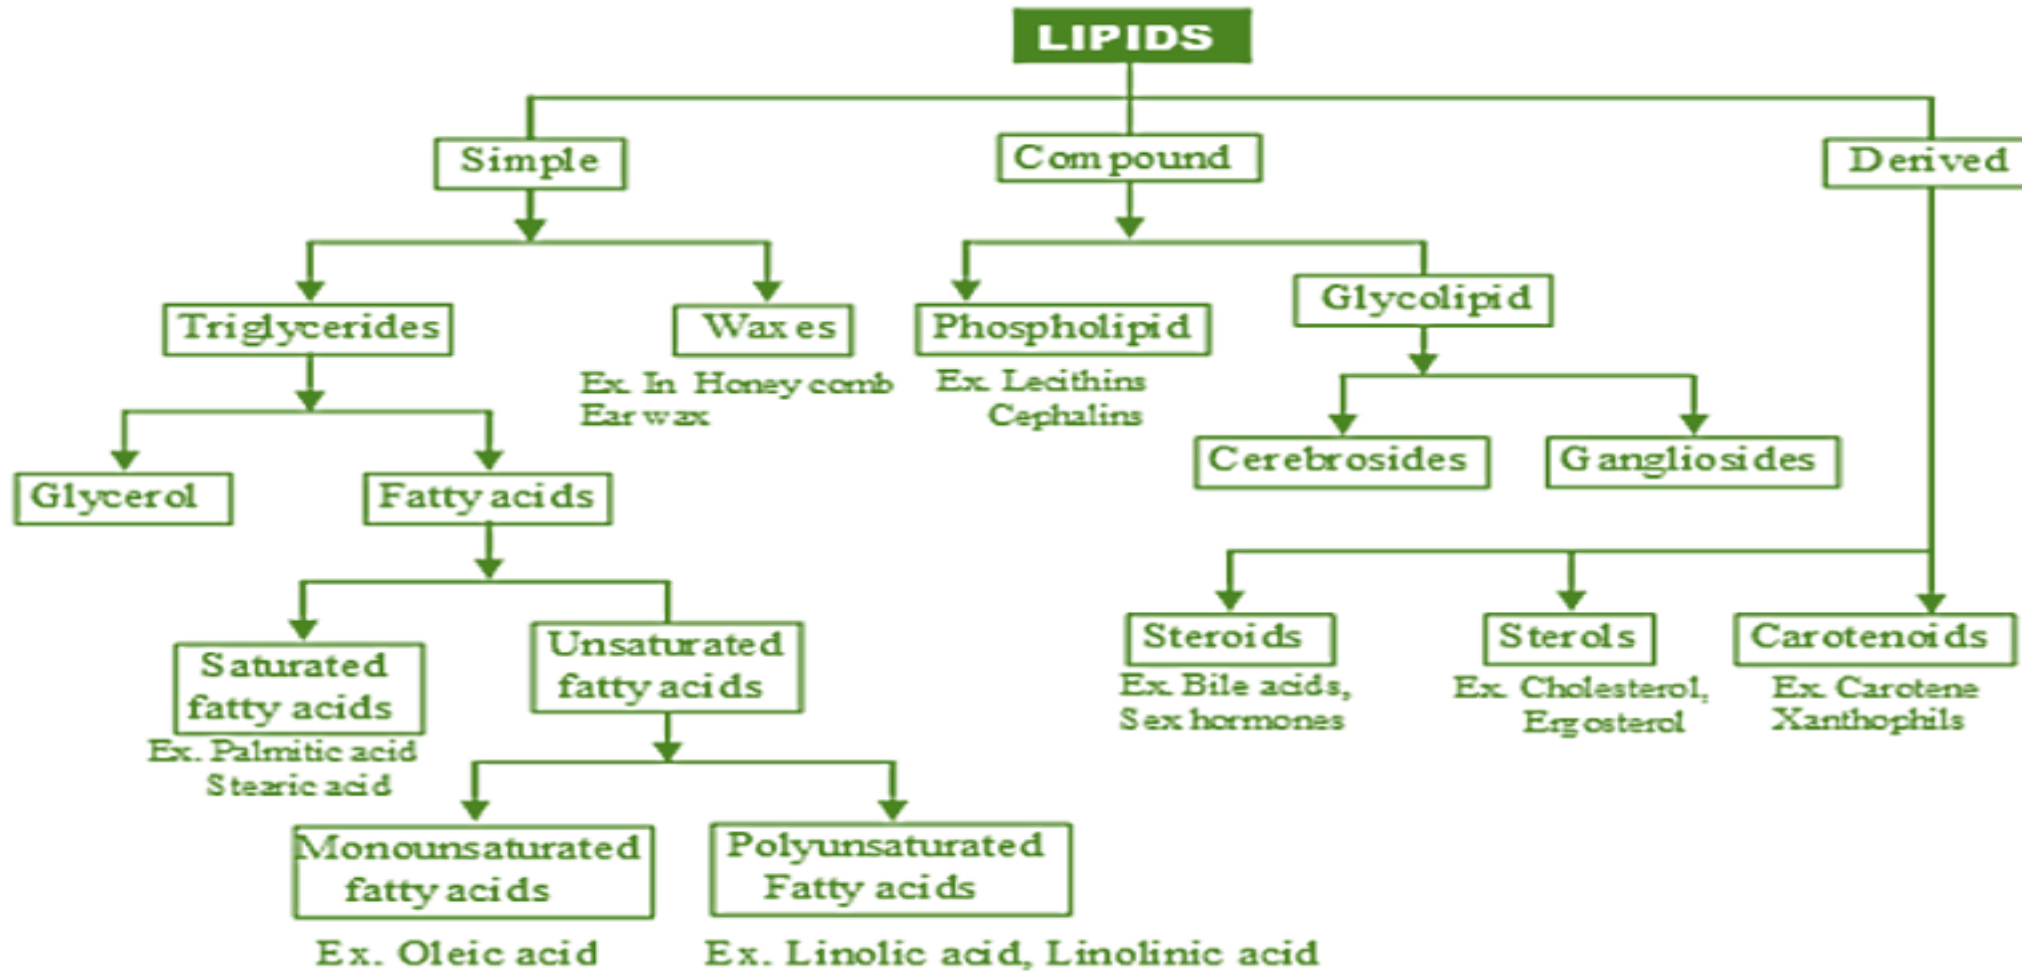 LIPIDS
Simple
Compound
Derived
Triglycerides
Waxes
Ex. In Honey comb
Ear wax
Phospholipid
Ex. Lecithins
Cephalins
Glycolipid
Cerebrosides
Gangliosides
Glycerol
Fatty acids
Saturated
fatty acids
Ex. Palmitic acid
Stearic acid
Unsaturated
fatty acids
Monounsaturated
fatty acids
Ex. Oleic acid
Polyunsaturated
Fatty acids
Ex. Linolic acid, Linolinic acid
Steroids
Ex. Bile acids,
Sex hormones
Sterols
Ex. Cholesterol,
Ergosterol
Carotenoids
Ex. Carotene
Xanthophils